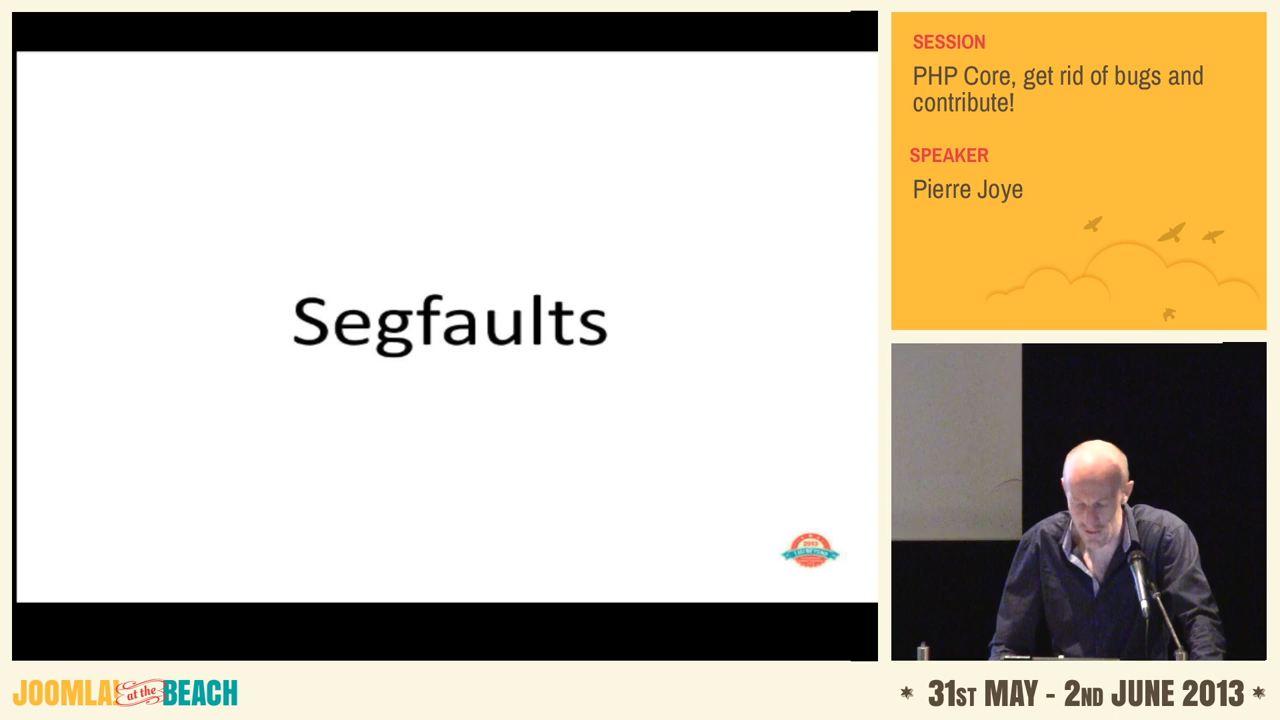 Segfaults
2013
SESSION
PHP Core, get rid of bugs and
contribute!
SPEAKER
Pierre Joye
JOOMLA! at the BEACH
* 31ST MAY - 2ND JUNE 2013 *